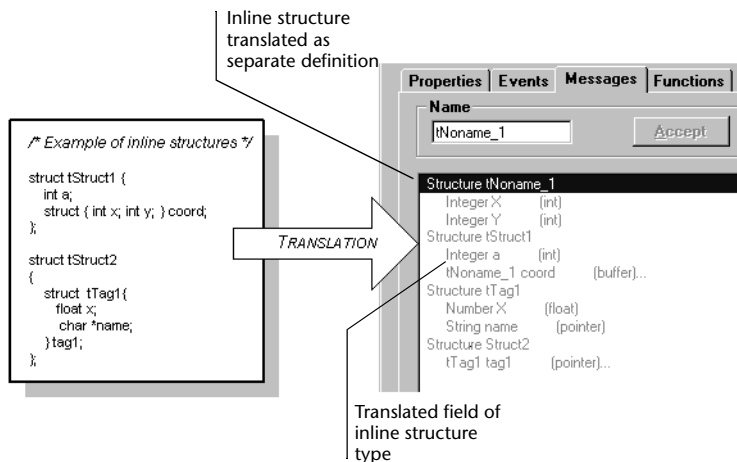 Inline structure
translated as
separate definition
/* Example of inline structures */
struct tStruct1 {
int a;
struct { int x; int y; } coord;
};
struct tStruct2
{
struct tTag1{
float x;
char *name;
} tag1;
};
TRANSLATION
Properties Events Messages Functions
Name
tNoname_1 Accept
Structure tNoname_1
Integer X (int)
Integer Y (int)
Structure tStruct1
Integer a (int)
tNoname_1 coord (buffer)...
Structure tTag1
Number X (float)
String name (pointer)
Structure Struct2
tTag1 tag1 (pointer)...
Translated field of
inline structure
type